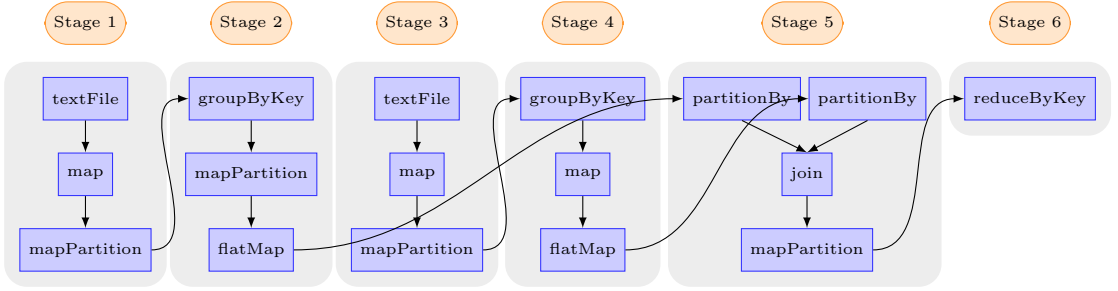 Stage 1
Stage 2
Stage 3
Stage 4
Stage 5
Stage 6
textFile
map
mapPartition
groupByKey
mapPartition
flatMap
textFile
map
mapPartition
groupByKey
map
flatMap
partitionBy
partitionBy
join
mapPartition
reduceByKey